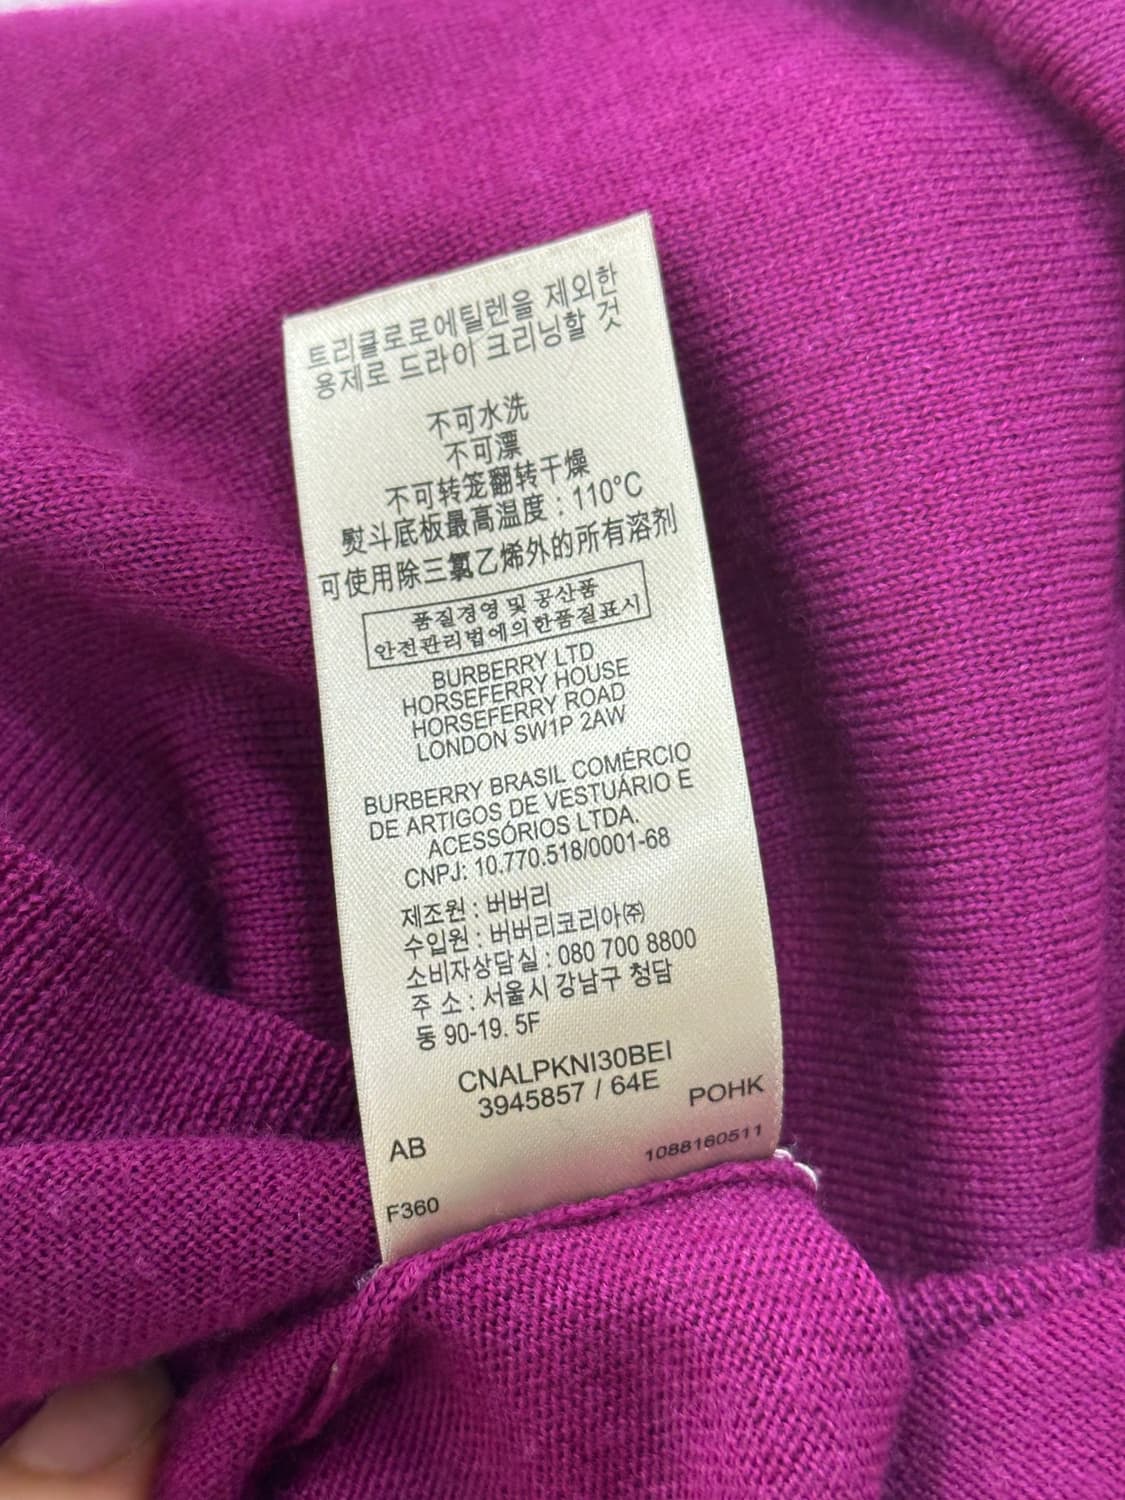 트리클로로에틸렌을 제외한
용제로 드라이 크리닝할 것
不可水洗
不可漂
不可转笼翻转干燥
熨斗底板最高温度：110°C
可使用除三氯乙烯外的所有溶剂
품질경영 및 공산품
안전관리법에의한품질표시
BURBERRY LTD
HORSEFERRY HOUSE
HORSEFERRY ROAD
LONDON SW1P 2AW
BURBERRY BRASIL COMÉRCIO
DE ARTIGOS DE VESTUÁRIO E
ACESSÓRIOS LTDA.
CNPJ: 10.770.518/0001-68
제조원 : 버버리
수입원 : 버버리코리아㈜
소비자상담실 : 080 700 8800
주 소 : 서울시 강남구 청담
동 90-19. 5F
CNALPKNI30BEI
3945857 / 64E
POHK
AB
1088160511
F360